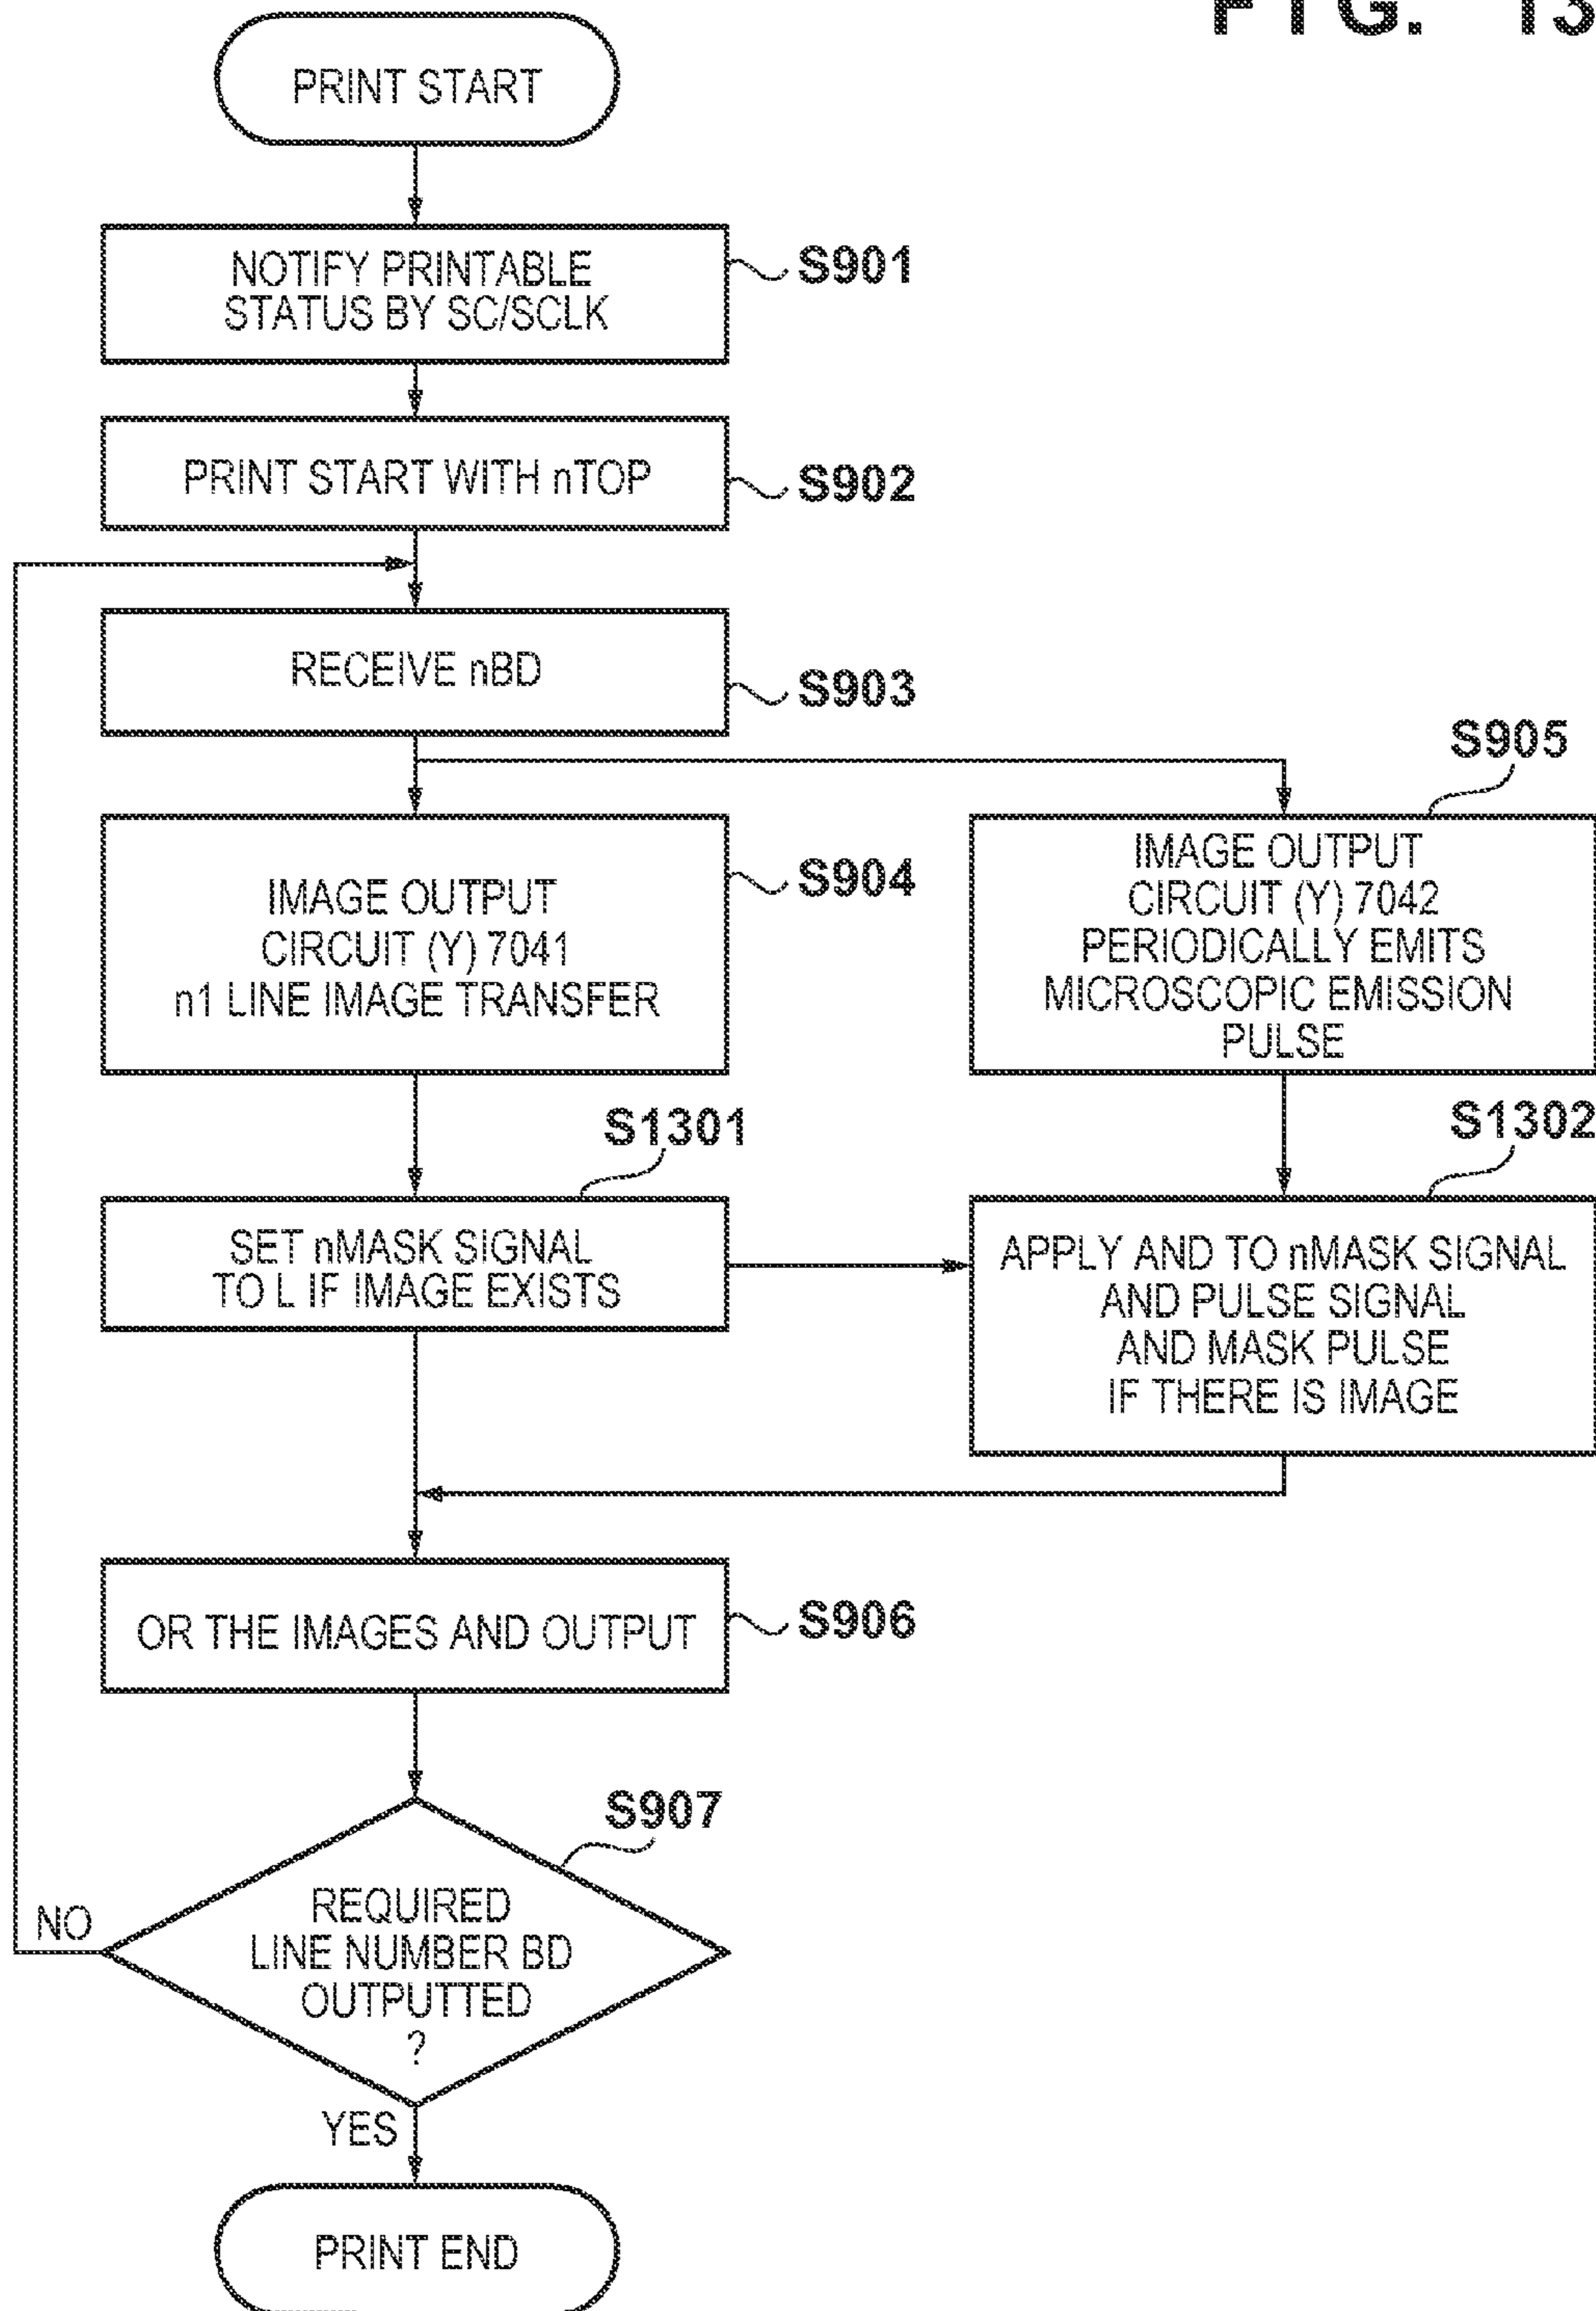 FIG. 13
PRINT START
NOTIFY PRINTABLE
STATUS BY SC/SCLK
S901
PRINT START WITH nTOP
S902
RECEIVE nBD
S903
IMAGE OUTPUT
CIRCUIT (Y) 7041
n1 LINE IMAGE TRANSFER
S904
S905
IMAGE OUTPUT
CIRCUIT (Y) 7042
PERIODICALLY EMITS
MICROSCOPIC EMISSION
PULSE
S1301
SET nMASK SIGNAL
TO L IF IMAGE EXISTS
S1302
APPLY AND TO nMASK SIGNAL
AND PULSE SIGNAL
AND MASK PULSE
IF THERE IS IMAGE
OR THE IMAGES AND OUTPUT
S906
S907
REQUIRED
LINE NUMBER BD
OUTPUTTED
?
NO
YES
PRINT END